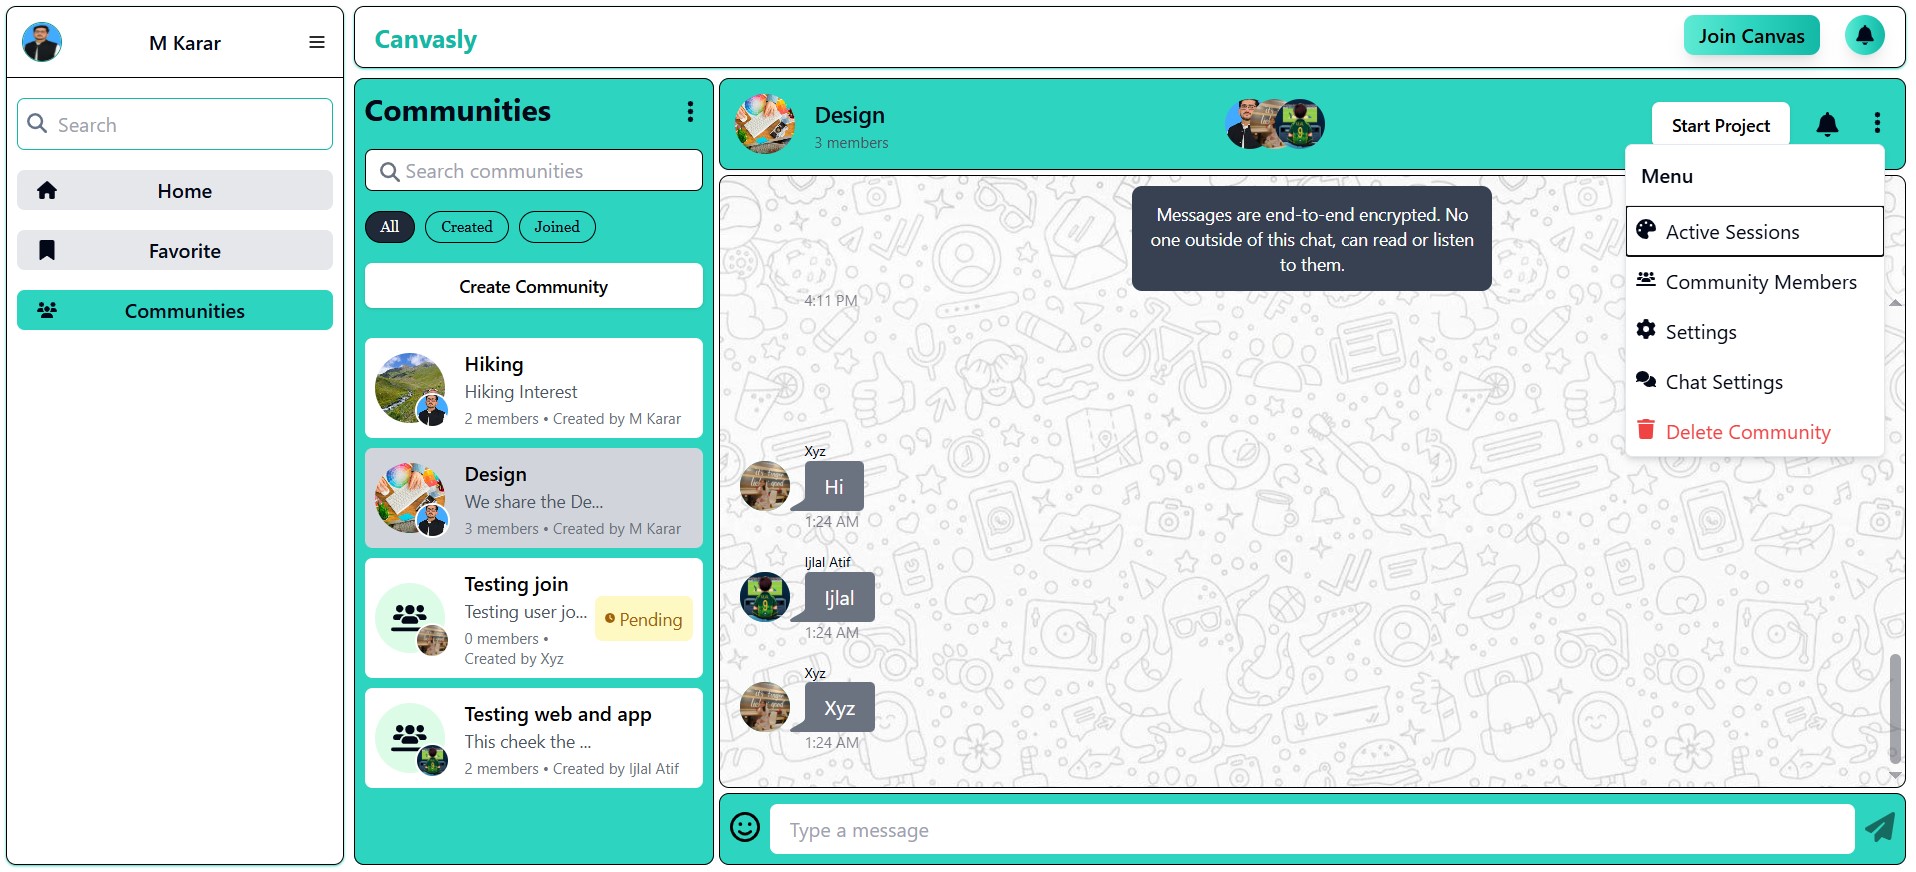 M Karar
Search
Home
Favorite
Communities
Canvasly
Join Canvas
Communities
Search communities
All
Created
Joined
Create Community
Hiking
Hiking Interest
2 members • Created by M Karar
Design
We share the De...
3 members • Created by M Karar
Testing join
Testing user jo...
0 members •
Created by Xyz
Pending
Testing web and app
This cheek the ...
2 members • Created by Ijlal Atif
Design
3 members
Start Project
Menu
Active Sessions
Community Members
Settings
Chat Settings
Delete Community
Messages are end-to-end encrypted. No
one outside of this chat, can read or listen
to them.
4:11 PM
Xyz
Hi
1:24 AM
Ijlal Atif
Ijlal
1:24 AM
Xyz
Xyz
1:24 AM
Type a message